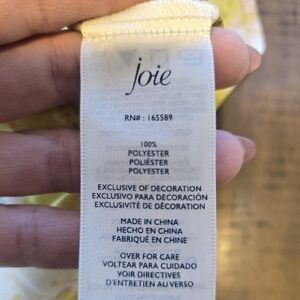 joie
RN# : 165589
100%
POLYESTER
POLIÉSTER
POLYESTER
EXCLUSIVE OF DECORATION
EXCLUSIVO PARA DECORACIÓN
EXCLUSIVITÉ DE DÉCORATION
MADE IN CHINA
HECHO EN CHINA
FABRIQUÉ EN CHINE
OVER FOR CARE
VOLTEAR PARA CUIDADO
VOIR DIRECTIVES
D'ENTRETIEN AU VERSO